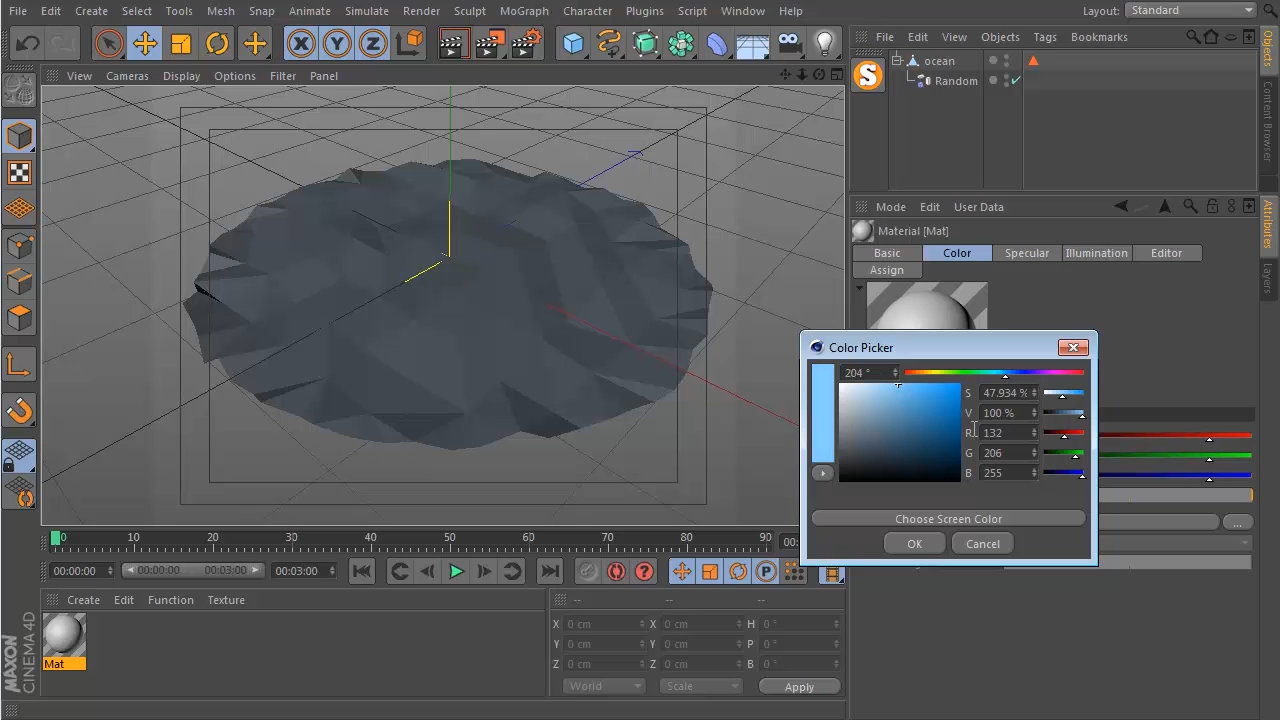 File Edit Create Select Tools Mesh Snap Animate Simulate Render Sculpt MoGraph Character Plugins Script Window Help Layout: Standard
X Y Z
File Edit View Objects Tags Bookmarks
View Cameras Display Options Filter Panel
S ocean
Random
Objects
Content Browser
Attributes
Layers
Mode Edit User Data
Material [Mat]
Basic Color Specular Illumination Editor
Assign
Color Picker
204 °
S 47.934 %
V 100 %
R 132
G 206
B 255
Choose Screen Color
OK Cancel
0 10 20 30 40 50 60 70 80 90 00:
00:00:00 00:00:00 00:03:00 00:03:00
P
Create Edit Function Texture
Mat
-- -- --
X 0 cm X 0 cm H 0 °
Y 0 cm Y 0 cm P 0 °
Z 0 cm Z 0 cm B 0 °
World Scale Apply
MAXON
CINEMA 4D
...